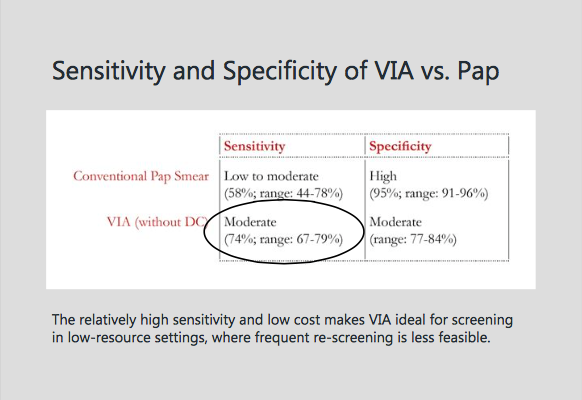 Sensitivity and Specificity of VIA vs. Pap
Sensitivity Specificity
Conventional Pap Smear Low to moderate High
(58%; range: 44-78%) (95%; range: 91-96%)
VIA (without DC) Moderate Moderate
(74%; range: 67-79%) (range: 77-84%)
The relatively high sensitivity and low cost makes VIA ideal for screening
in low-resource settings, where frequent re-screening is less feasible.